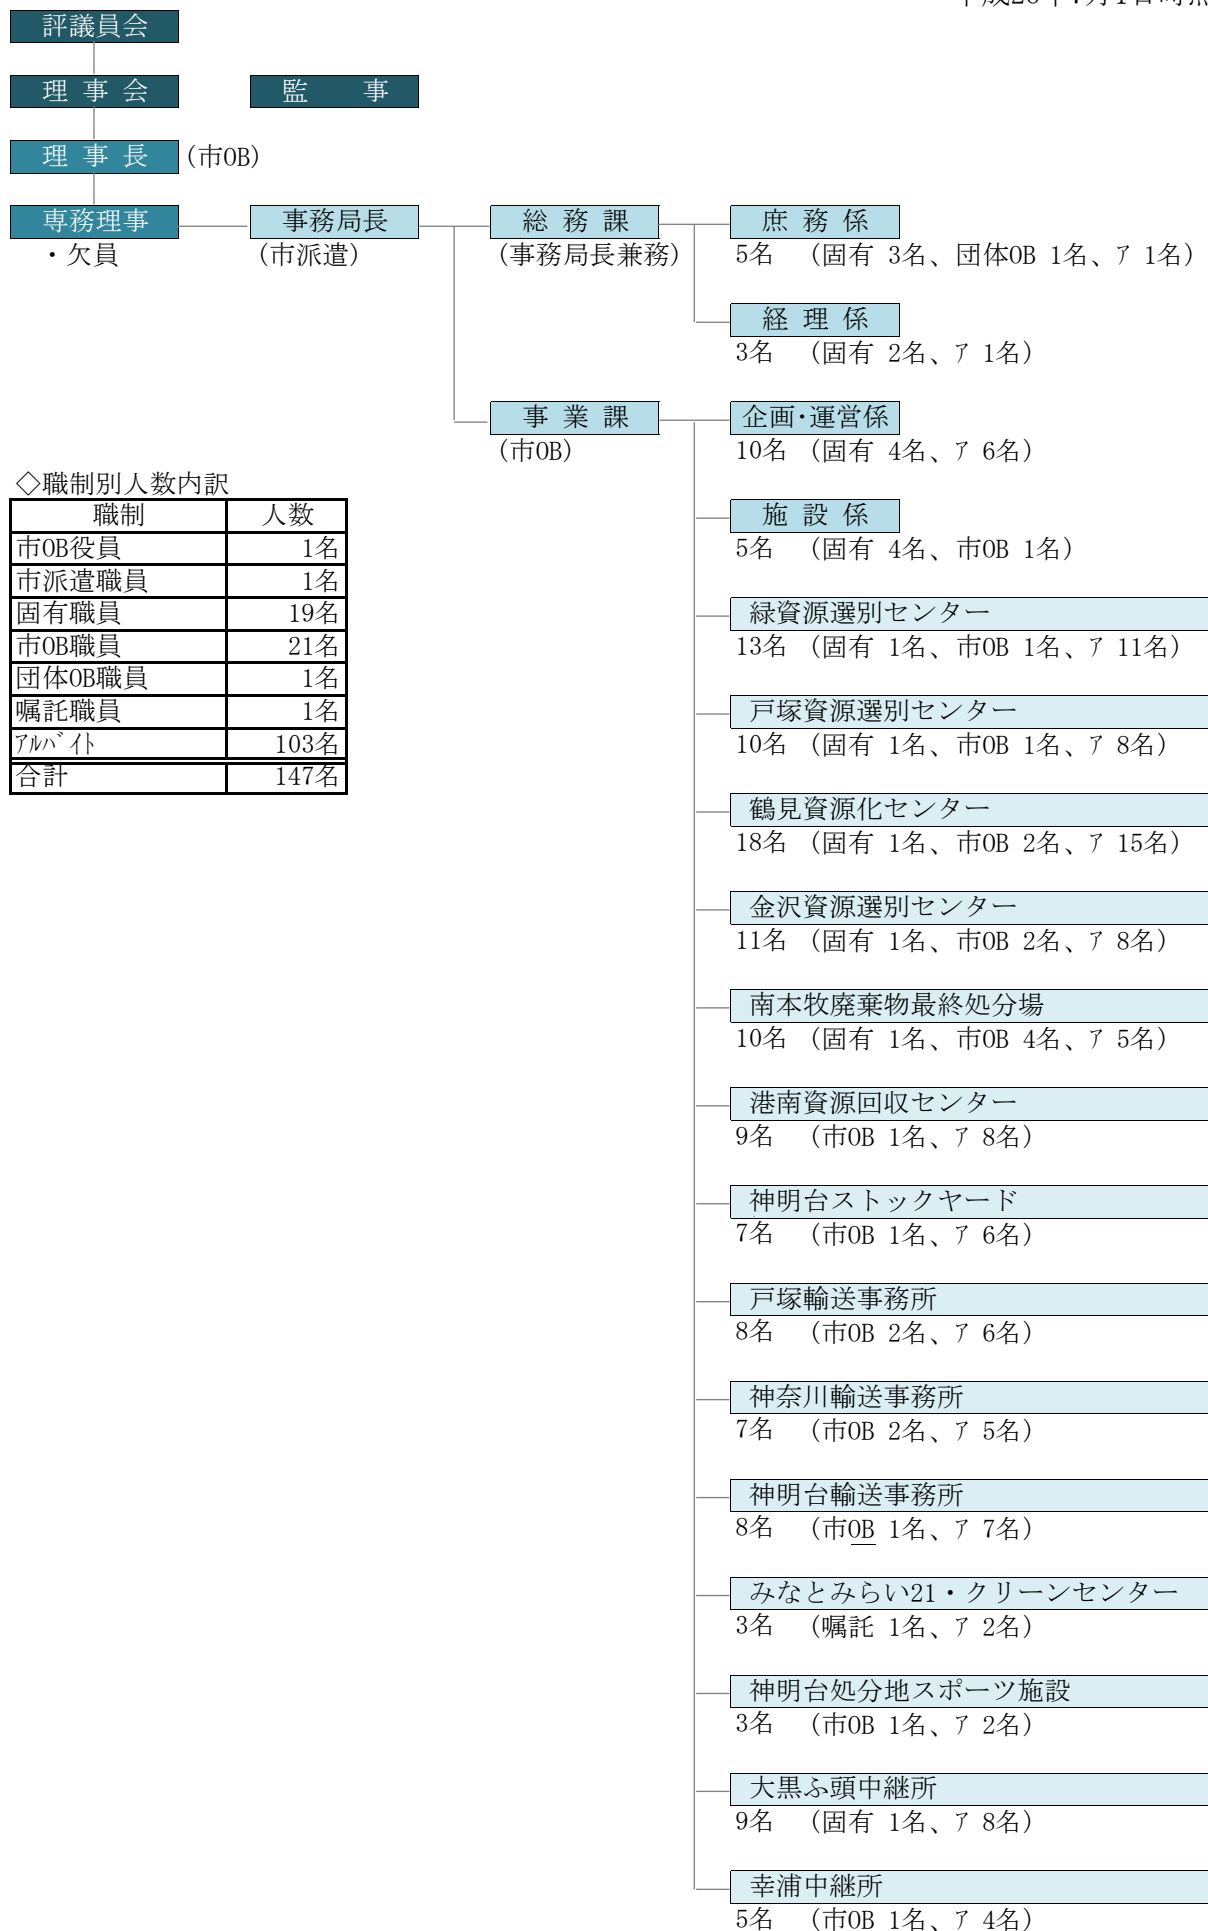 評議員会
理 事 会
監 事
理 事 長 (市OB)
専務理事
・欠員
事務局長
(市派遣)
総 務 課
(事務局長兼務)
庶 務 係
5名 (固有 3名、団体OB 1名、ｱ 1名)
経 理 係
3名 (固有 2名、ｱ 1名)
事 業 課
(市OB)
企画･運営係
10名 (固有 4名、ｱ 6名)
施 設 係
5名 (固有 4名、市OB 1名)
緑資源選別センター
13名 (固有 1名、市OB 1名、ｱ 11名)
戸塚資源選別センター
10名 (固有 1名、市OB 1名、ｱ 8名)
鶴見資源化センター
18名 (固有 1名、市OB 2名、ｱ 15名)
金沢資源選別センター
11名 (固有 1名、市OB 2名、ｱ 8名)
南本牧廃棄物最終処分場
10名 (固有 1名、市OB 4名、ｱ 5名)
港南資源回収センター
9名 (市OB 1名、ｱ 8名)
神明台ストックヤード
7名 (市OB 1名、ｱ 6名)
戸塚輸送事務所
8名 (市OB 2名、ｱ 6名)
神奈川輸送事務所
7名 (市OB 2名、ｱ 5名)
神明台輸送事務所
8名 (市OB 1名、ｱ 7名)
みなとみらい21・クリーンセンター
3名 (嘱託 1名、ｱ 2名)
神明台処分地スポーツ施設
3名 (市OB 1名、ｱ 2名)
大黒ふ頭中継所
9名 (固有 1名、ｱ 8名)
幸浦中継所
5名 (市OB 1名、ｱ 4名)
◇職制別人数内訳
職制 人数
市OB役員 1名
市派遣職員 1名
固有職員 19名
市OB職員 21名
団体OB職員 1名
嘱託職員 1名
ｱﾙﾊﾞｲﾄ 103名
合計 147名